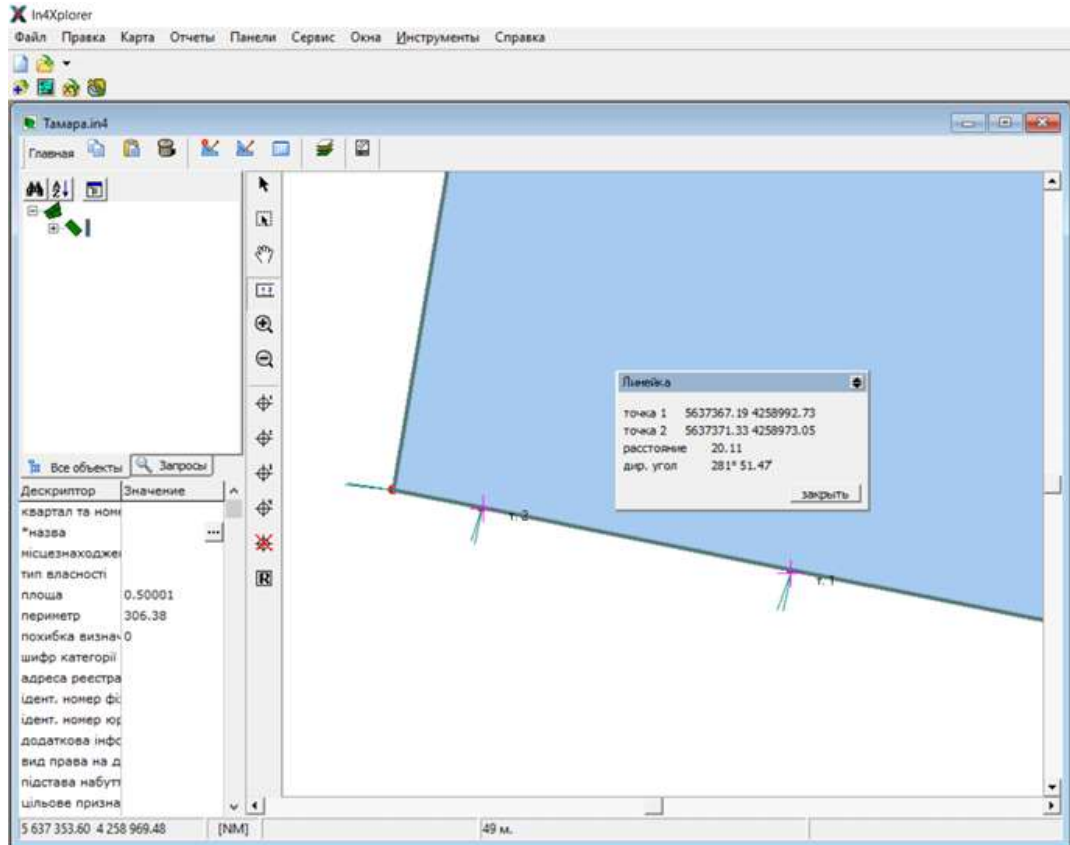 In4Xplorer
Файл Правка Карта Отчеты Панели Сервис Окна Инструменты Справка
Тамара.in4
Главная
Все объекты Запросы
Дескриптор Значение
квартал та номе
*назва ...
місцезнаходжен
тип власності
площа 0.50001
периметр 306.38
похибка визнач 0
шифр категорії
адреса реестра
ідент. номер фі
ідент. номер юр
додаткова інфо
вид права на д
підстава набутт
цільове призна
т. 2
т. 1
Линейка
точка 1 5637367.19 4258992.73
точка 2 5637371.33 4258973.05
расстояние 20.11
дир. угол 281° 51.47'
закрыть
5 637 353.60 4 258 969.48 [NM] 49 м.